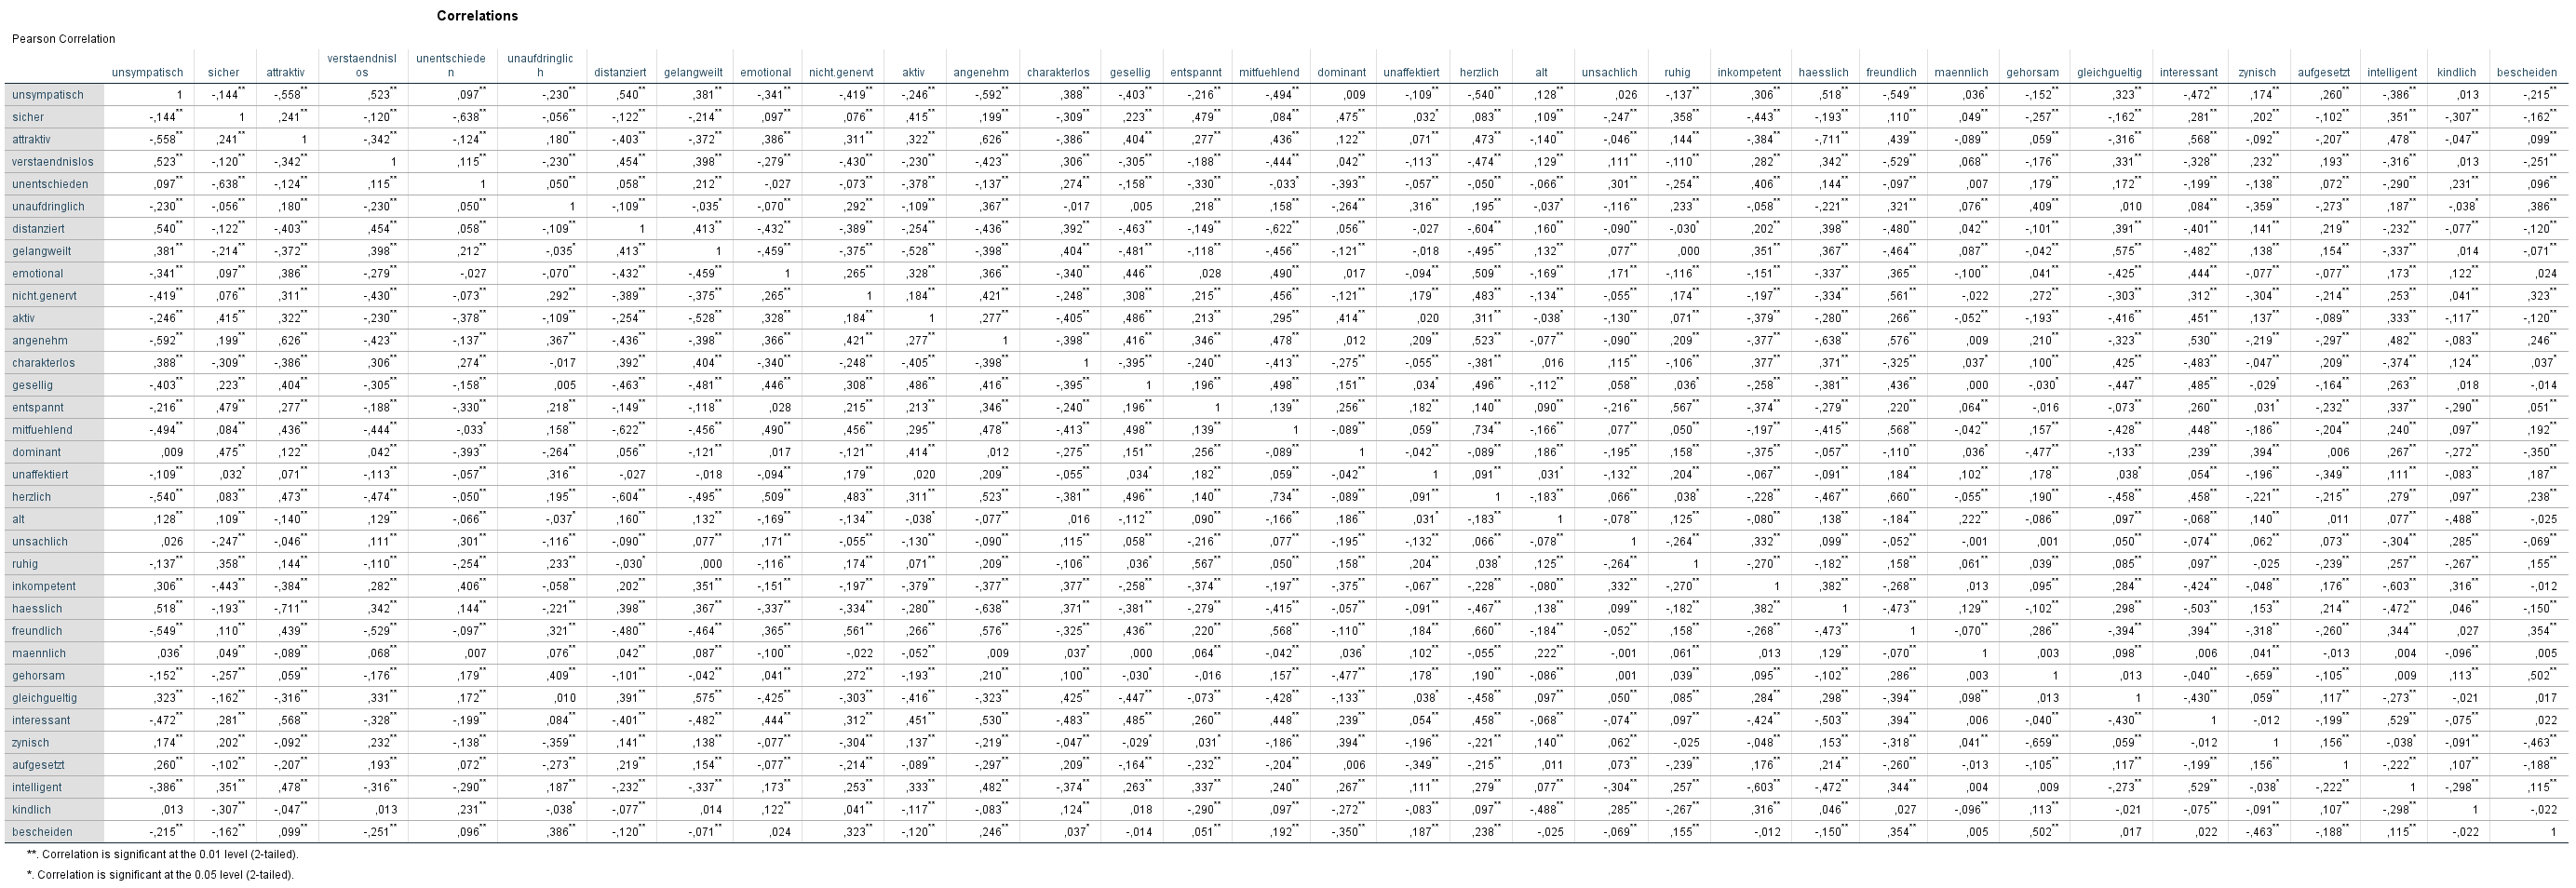 Correlations
Pearson Correlation
verstaendnisl unentschiede unaufdringlic
unsympatisch sicher attraktiv os n h distanziert gelangweilt emotional nicht.genervt aktiv angenehm charakterlos gesellig entspannt mitfuehlend dominant unaffektiert herzlich alt unsachlich ruhig inkompetent haesslich freundlich maennlich gehorsam gleichgueltig interessant zynisch aufgesetzt intelligent kindlich bescheiden
unsympatisch 1 -,144** -,558** ,523** ,097** -,230** ,540** ,381** -,341** -,419** -,246** -,592** ,388** -,403** -,216** -,494** ,009 -,109** -,540** ,128** ,026 -,137** ,306** ,518** -,549** ,036* -,152** ,323** -,472** ,174** ,260** -,386** ,013 -,215**
sicher -,144** 1 ,241** -,120** -,638** -,056** -,122** -,214** ,097** ,076** ,415** ,199** -,309** ,223** ,479** ,084** ,475** ,032* ,083** ,109** -,247** ,358** -,443** -,193** ,110** ,049** -,257** -,162** ,281** ,202** -,102** ,351** -,307** -,162**
attraktiv -,558** ,241** 1 -,342** -,124** ,180** -,403** -,372** ,386** ,311** ,322** ,626** -,386** ,404** ,277** ,436** ,122** ,071** ,473** -,140** -,046** ,144** -,384** -,711** ,439** -,089** ,059** -,316** ,568** -,092** -,207** ,478** -,047** ,099**
verstaendnislos ,523** -,120** -,342** 1 ,115** -,230** ,454** ,398** -,279** -,430** -,230** -,423** ,306** -,305** -,188** -,444** ,042** -,113** -,474** ,129** ,111** -,110** ,282** ,342** -,529** ,068** -,176** ,331** -,328** ,232** ,193** -,316** ,013 -,251**
unentschieden ,097** -,638** -,124** ,115** 1 ,050** ,058** ,212** -,027 -,073** -,378** -,137** ,274** -,158** -,330** -,033* -,393** -,057** -,050** -,066** ,301** -,254** ,406** ,144** -,097** ,007 ,179** ,172** -,199** -,138** ,072** -,290** ,231** ,096**
unaufdringlich -,230** -,056** ,180** -,230** ,050** 1 -,109** -,035* -,070** ,292** -,109** ,367** -,017 ,005 ,218** ,158** -,264** ,316** ,195** -,037* -,116** ,233** -,058** -,221** ,321** ,076** ,409** ,010 ,084** -,359** -,273** ,187** -,038* ,386**
distanziert ,540** -,122** -,403** ,454** ,058** -,109** 1 ,413** -,432** -,389** -,254** -,436** ,392** -,463** -,149** -,622** ,056** -,027 -,604** ,160** -,090** -,030* ,202** ,398** -,480** ,042** -,101** ,391** -,401** ,141** ,219** -,232** -,077** -,120**
gelangweilt ,381** -,214** -,372** ,398** ,212** -,035* ,413** 1 -,459** -,375** -,528** -,398** ,404** -,481** -,118** -,456** -,121** -,018 -,495** ,132** ,077** ,000 ,351** ,367** -,464** ,087** -,042** ,575** -,482** ,138** ,154** -,337** ,014 -,071**
emotional -,341** ,097** ,386** -,279** -,027 -,070** -,432** -,459** 1 ,265** ,328** ,366** -,340** ,446** ,028 ,490** ,017 -,094** ,509** -,169** ,171** -,116** -,151** -,337** ,365** -,100** ,041** -,425** ,444** -,077** -,077** ,173** ,122** ,024
nicht.genervt -,419** ,076** ,311** -,430** -,073** ,292** -,389** -,375** ,265** 1 ,184** ,421** -,248** ,308** ,215** ,456** -,121** ,179** ,483** -,134** -,055** ,174** -,197** -,334** ,561** -,022 ,272** -,303** ,312** -,304** -,214** ,253** ,041** ,323**
aktiv -,246** ,415** ,322** -,230** -,378** -,109** -,254** -,528** ,328** ,184** 1 ,277** -,405** ,486** ,213** ,295** ,414** ,020 ,311** -,038* -,130** ,071** -,379** -,280** ,266** -,052** -,193** -,416** ,451** ,137** -,089** ,333** -,117** -,120**
angenehm -,592** ,199** ,626** -,423** -,137** ,367** -,436** -,398** ,366** ,421** ,277** 1 -,398** ,416** ,346** ,478** ,012 ,209** ,523** -,077** -,090** ,209** -,377** -,638** ,576** ,009 ,210** -,323** ,530** -,219** -,297** ,482** -,083** ,246**
charakterlos ,388** -,309** -,386** ,306** ,274** -,017 ,392** ,404** -,340** -,248** -,405** -,398** 1 -,395** -,240** -,413** -,275** -,055** -,381** ,016 ,115** -,106** ,377** ,371** -,325** ,037* ,100** ,425** -,483** -,047** ,209** -,374** ,124** ,037*
gesellig -,403** ,223** ,404** -,305** -,158** ,005 -,463** -,481** ,446** ,308** ,486** ,416** -,395** 1 ,196** ,498** ,151** ,034* ,496** -,112** ,058** ,036* -,258** -,381** ,436** ,000 -,030* -,447** ,485** -,029* -,164** ,263** ,018 -,014
entspannt -,216** ,479** ,277** -,188** -,330** ,218** -,149** -,118** ,028 ,215** ,213** ,346** -,240** ,196** 1 ,139** ,256** ,182** ,140** ,090** -,216** ,567** -,374** -,279** ,220** ,064** -,016 -,073** ,260** ,031* -,232** ,337** -,290** ,051**
mitfuehlend -,494** ,084** ,436** -,444** -,033* ,158** -,622** -,456** ,490** ,456** ,295** ,478** -,413** ,498** ,139** 1 -,089** ,059** ,734** -,166** ,077** ,050** -,197** -,415** ,568** -,042** ,157** -,428** ,448** -,186** -,204** ,240** ,097** ,192**
dominant ,009 ,475** ,122** ,042** -,393** -,264** ,056** -,121** ,017 -,121** ,414** ,012 -,275** ,151** ,256** -,089** 1 -,042** -,089** ,186** -,195** ,158** -,375** -,057** -,110** ,036* -,477** -,133** ,239** ,394** ,006 ,267** -,272** -,350**
unaffektiert -,109** ,032* ,071** -,113** -,057** ,316** -,027 -,018 -,094** ,179** ,020 ,209** -,055** ,034* ,182** ,059** -,042** 1 ,091** ,031* -,132** ,204** -,067** -,091** ,184** ,102** ,178** ,038* ,054** -,196** -,349** ,111** -,083** ,187**
herzlich -,540** ,083** ,473** -,474** -,050** ,195** -,604** -,495** ,509** ,483** ,311** ,523** -,381** ,496** ,140** ,734** -,089** ,091** 1 -,183** ,066** ,038* -,228** -,467** ,660** -,055** ,190** -,458** ,458** -,221** -,215** ,279** ,097** ,238**
alt ,128** ,109** -,140** ,129** -,066** -,037* ,160** ,132** -,169** -,134** -,038* -,077** ,016 -,112** ,090** -,166** ,186** ,031* -,183** 1 -,078** ,125** -,080** ,138** -,184** ,222** -,086** ,097** -,068** ,140** ,011 ,077** -,488** -,025
unsachlich ,026 -,247** -,046** ,111** ,301** -,116** -,090** ,077** ,171** -,055** -,130** -,090** ,115** ,058** -,216** ,077** -,195** -,132** ,066** -,078** 1 -,264** ,332** ,099** -,052** -,001 ,001 ,050** -,074** ,062** ,073** -,304** ,285** -,069**
ruhig -,137** ,358** ,144** -,110** -,254** ,233** -,030* ,000 -,116** ,174** ,071** ,209** -,106** ,036* ,567** ,050** ,158** ,204** ,038* ,125** -,264** 1 -,270** -,182** ,158** ,061** ,039** ,085** ,097** -,025 -,239** ,257** -,267** ,155**
inkompetent ,306** -,443** -,384** ,282** ,406** -,058** ,202** ,351** -,151** -,197** -,379** -,377** ,377** -,258** -,374** -,197** -,375** -,067** -,228** -,080** ,332** -,270** 1 ,382** -,268** ,013 ,095** ,284** -,424** -,048** ,176** -,603** ,316** -,012
haesslich ,518** -,193** -,711** ,342** ,144** -,221** ,398** ,367** -,337** -,334** -,280** -,638** ,371** -,381** -,279** -,415** -,057** -,091** -,467** ,138** ,099** -,182** ,382** 1 -,473** ,129** -,102** ,298** -,503** ,153** ,214** -,472** ,046** -,150**
freundlich -,549** ,110** ,439** -,529** -,097** ,321** -,480** -,464** ,365** ,561** ,266** ,576** -,325** ,436** ,220** ,568** -,110** ,184** ,660** -,184** -,052** ,158** -,268** -,473** 1 -,070** ,286** -,394** ,394** -,318** -,260** ,344** ,027 ,354**
maennlich ,036* ,049** -,089** ,068** ,007 ,076** ,042** ,087** -,100** -,022 -,052** ,009 ,037* ,000 ,064** -,042** ,036* ,102** -,055** ,222** -,001 ,061** ,013 ,129** -,070** 1 ,003 ,098** ,006 ,041** -,013 ,004 -,096** ,005
gehorsam -,152** -,257** ,059** -,176** ,179** ,409** -,101** -,042** ,041** ,272** -,193** ,210** ,100** -,030* -,016 ,157** -,477** ,178** ,190** -,086** ,001 ,039** ,095** -,102** ,286** ,003 1 ,013 -,040** -,659** -,105** ,009 ,113** ,502**
gleichgueltig ,323** -,162** -,316** ,331** ,172** ,010 ,391** ,575** -,425** -,303** -,416** -,323** ,425** -,447** -,073** -,428** -,133** ,038* -,458** ,097** ,050** ,085** ,284** ,298** -,394** ,098** ,013 1 -,430** ,059** ,117** -,273** -,021 ,017
interessant -,472** ,281** ,568** -,328** -,199** ,084** -,401** -,482** ,444** ,312** ,451** ,530** -,483** ,485** ,260** ,448** ,239** ,054** ,458** -,068** -,074** ,097** -,424** -,503** ,394** ,006 -,040** -,430** 1 -,012 -,199** ,529** -,075** ,022
zynisch ,174** ,202** -,092** ,232** -,138** -,359** ,141** ,138** -,077** -,304** ,137** -,219** -,047** -,029* ,031* -,186** ,394** -,196** -,221** ,140** ,062** -,025 -,048** ,153** -,318** ,041** -,659** ,059** -,012 1 ,156** -,038* -,091** -,463**
aufgesetzt ,260** -,102** -,207** ,193** ,072** -,273** ,219** ,154** -,077** -,214** -,089** -,297** ,209** -,164** -,232** -,204** ,006 -,349** -,215** ,011 ,073** -,239** ,176** ,214** -,260** -,013 -,105** ,117** -,199** ,156** 1 -,222** ,107** -,188**
intelligent -,386** ,351** ,478** -,316** -,290** ,187** -,232** -,337** ,173** ,253** ,333** ,482** -,374** ,263** ,337** ,240** ,267** ,111** ,279** ,077** -,304** ,257** -,603** -,472** ,344** ,004 ,009 -,273** ,529** -,038* -,222** 1 -,298** ,115**
kindlich ,013 -,307** -,047** ,013 ,231** -,038* -,077** ,014 ,122** ,041** -,117** -,083** ,124** ,018 -,290** ,097** -,272** -,083** ,097** -,488** ,285** -,267** ,316** ,046** ,027 -,096** ,113** -,021 -,075** -,091** ,107** -,298** 1 -,022
bescheiden -,215** -,162** ,099** -,251** ,096** ,386** -,120** -,071** ,024 ,323** -,120** ,246** ,037* -,014 ,051** ,192** -,350** ,187** ,238** -,025 -,069** ,155** -,012 -,150** ,354** ,005 ,502** ,017 ,022 -,463** -,188** ,115** -,022 1
**. Correlation is significant at the 0.01 level (2-tailed).
*. Correlation is significant at the 0.05 level (2-tailed).